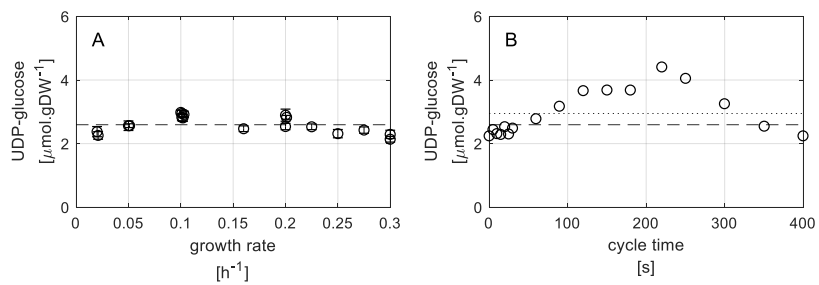 A
UDP-glucose
[μmol.gDW⁻¹]
6
4
2
0
0 0.05 0.1 0.15 0.2 0.25 0.3
growth rate
[h⁻¹]
B
UDP-glucose
[μmol.gDW⁻¹]
6
4
2
0
0 100 200 300 400
cycle time
[s]